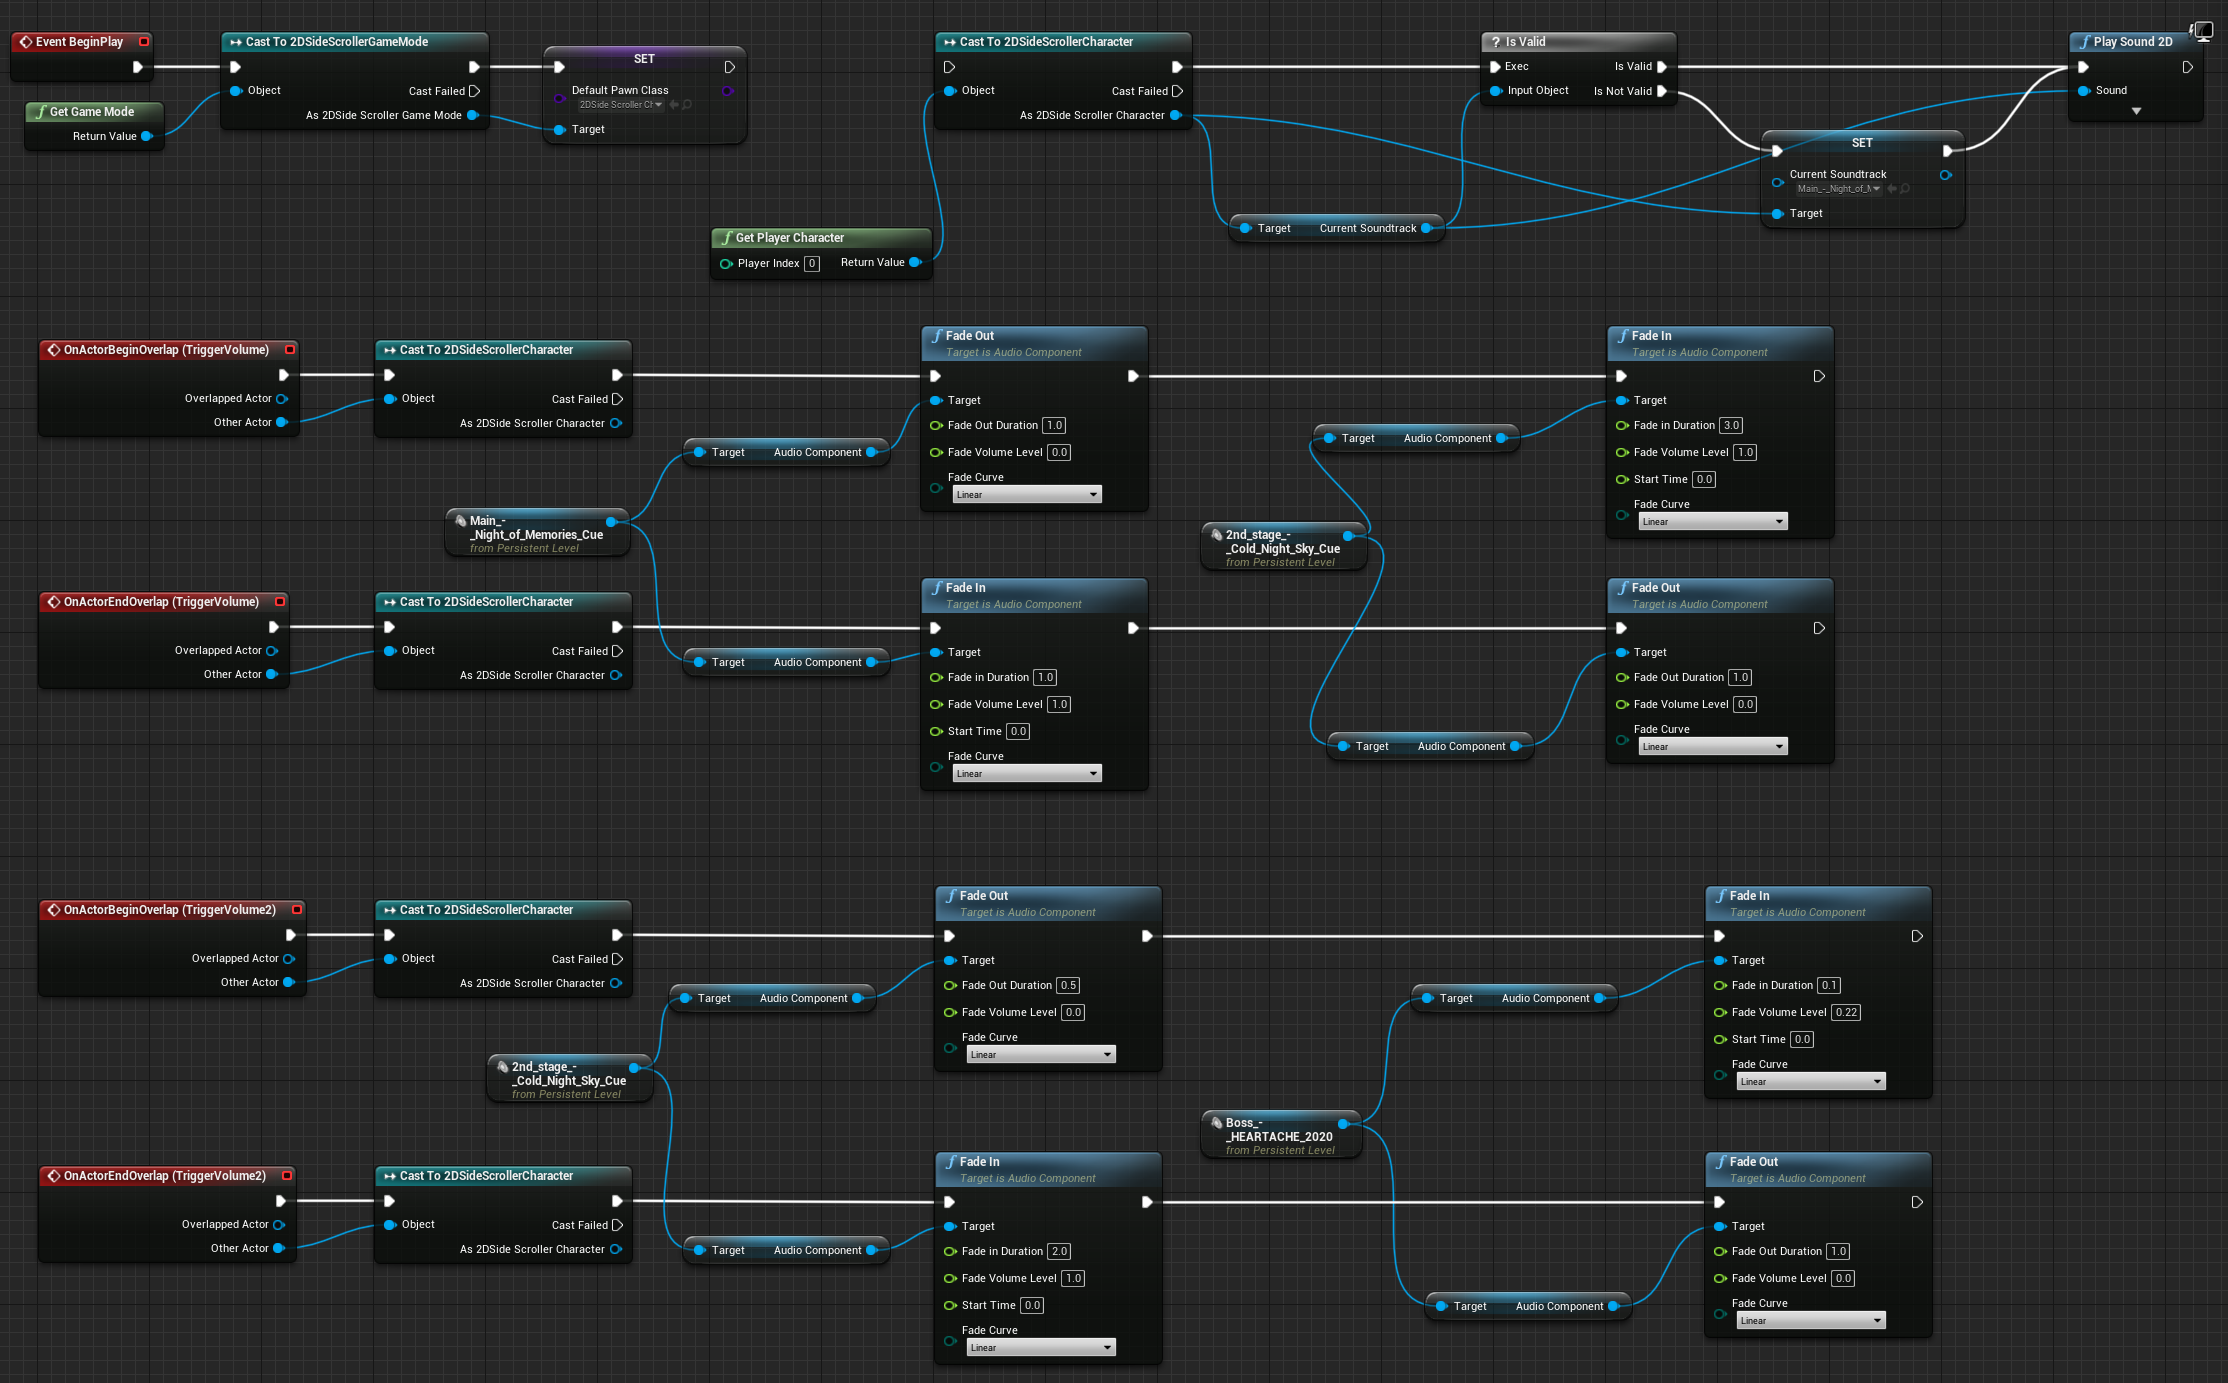 Event BeginPlay
Cast To 2DSideScrollerGameMode
Object
Cast Failed
As 2DSide Scroller Game Mode
Get Game Mode
Return Value
SET
Default Pawn Class
2DSide Scroller Ch
Target
Get Player Character
Player Index 0
Return Value
Cast To 2DSideScrollerCharacter
Object
Cast Failed
As 2DSide Scroller Character
Target Current Soundtrack
? Is Valid
Exec Is Valid
Input Object Is Not Valid
SET
Current Soundtrack
Main_-_Night_of_M
Target
f Play Sound 2D
Sound
OnActorBeginOverlap (TriggerVolume)
Overlapped Actor
Other Actor
Cast To 2DSideScrollerCharacter
Object
Cast Failed
As 2DSide Scroller Character
Target Audio Component
Main_-
_Night_of_Memories_Cue
from Persistent Level
f Fade Out
Target is Audio Component
Target
Fade Out Duration 1.0
Fade Volume Level 0.0
Fade Curve
Linear
Target Audio Component
2nd_stage_-
_Cold_Night_Sky_Cue
from Persistent Level
f Fade In
Target is Audio Component
Target
Fade in Duration 3.0
Fade Volume Level 1.0
Start Time 0.0
Fade Curve
Linear
OnActorEndOverlap (TriggerVolume)
Overlapped Actor
Other Actor
Cast To 2DSideScrollerCharacter
Object
Cast Failed
As 2DSide Scroller Character
Target Audio Component
f Fade In
Target is Audio Component
Target
Fade in Duration 1.0
Fade Volume Level 1.0
Start Time 0.0
Fade Curve
Linear
Target Audio Component
f Fade Out
Target is Audio Component
Target
Fade Out Duration 1.0
Fade Volume Level 0.0
Fade Curve
Linear
OnActorBeginOverlap (TriggerVolume2)
Overlapped Actor
Other Actor
Cast To 2DSideScrollerCharacter
Object
Cast Failed
As 2DSide Scroller Character
Target Audio Component
2nd_stage_-
_Cold_Night_Sky_Cue
from Persistent Level
f Fade Out
Target is Audio Component
Target
Fade Out Duration 0.5
Fade Volume Level 0.0
Fade Curve
Linear
Target Audio Component
Boss_-
_HEARTACHE_2020
from Persistent Level
f Fade In
Target is Audio Component
Target
Fade in Duration 0.1
Fade Volume Level 0.22
Start Time 0.0
Fade Curve
Linear
OnActorEndOverlap (TriggerVolume2)
Overlapped Actor
Other Actor
Cast To 2DSideScrollerCharacter
Object
Cast Failed
As 2DSide Scroller Character
Target Audio Component
f Fade In
Target is Audio Component
Target
Fade in Duration 2.0
Fade Volume Level 1.0
Start Time 0.0
Fade Curve
Linear
Target Audio Component
f Fade Out
Target is Audio Component
Target
Fade Out Duration 1.0
Fade Volume Level 0.0
Fade Curve
Linear